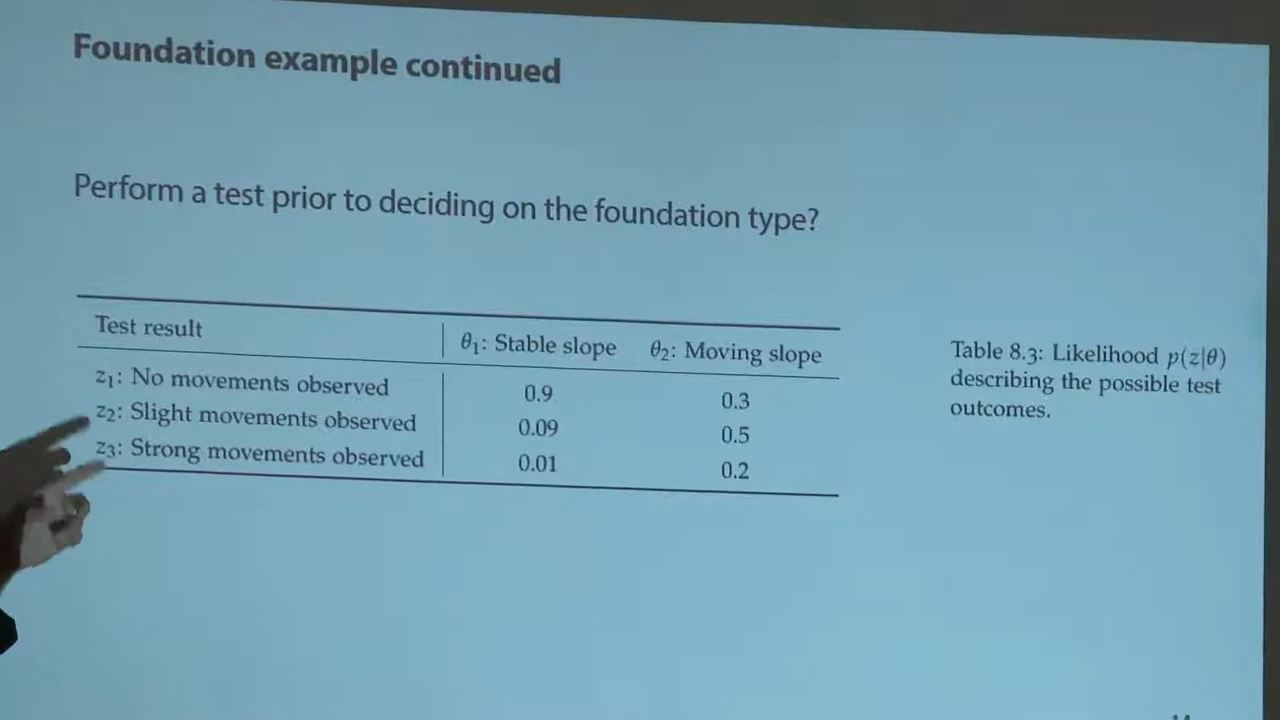 Foundation example continued
Perform a test prior to deciding on the foundation type?
Test result θ₁: Stable slope θ₂: Moving slope
z₁: No movements observed 0.9 0.3
z₂: Slight movements observed 0.09 0.5
z₃: Strong movements observed 0.01 0.2
Table 8.3: Likelihood p(z|θ)
describing the possible test
outcomes.